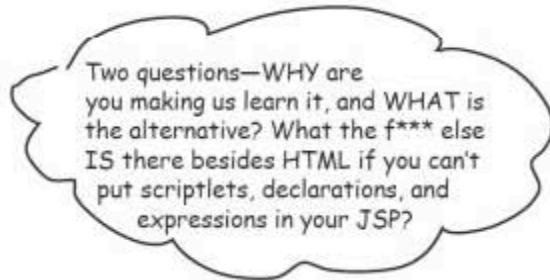 Two questions—WHY are
you making us learn it, and WHAT is
the alternative? What the f*** else
IS there besides HTML if you can't
put scriptlets, declarations, and
expressions in your JSP?